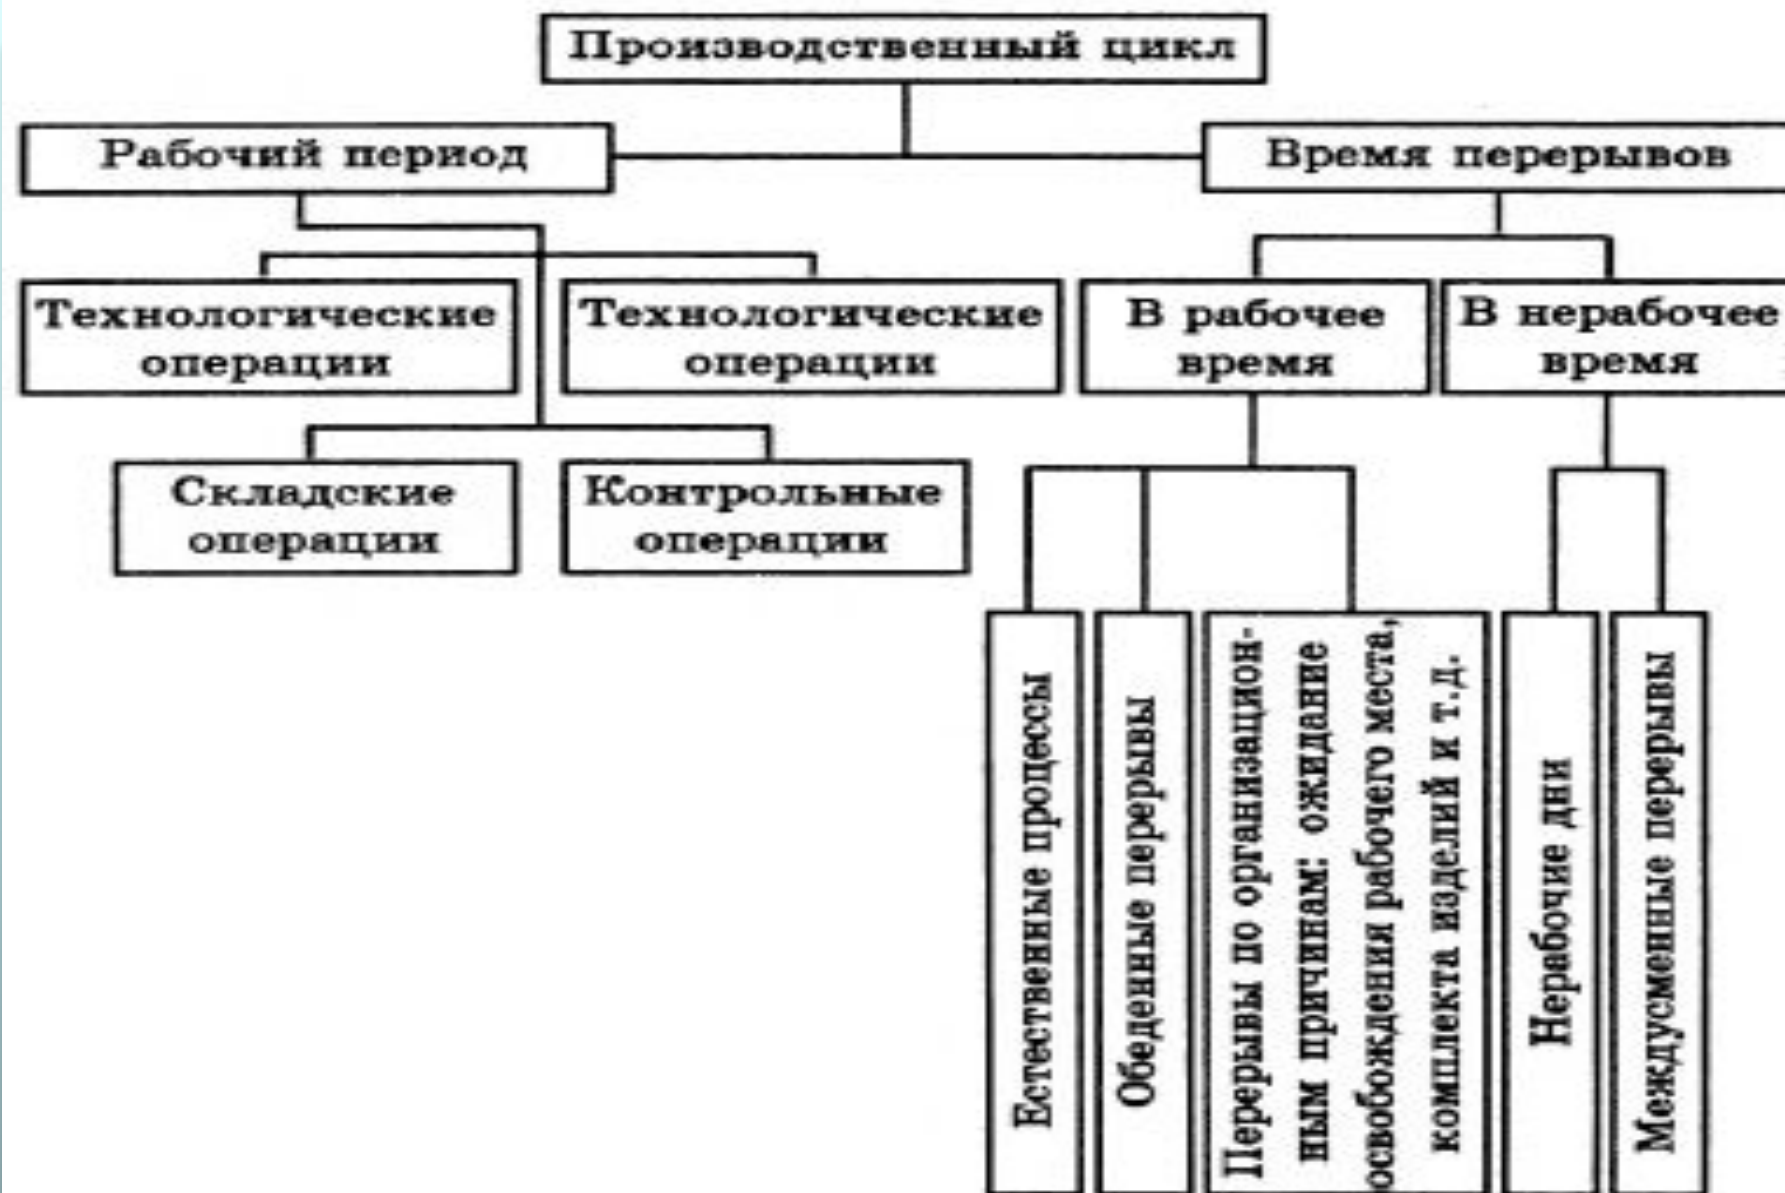 Производственный цикл
Рабочий период
Время перерывов
Технологические
операции
Технологические
операции
В рабочее
время
В нерабочее
время
Складские
операции
Контрольные
операции
Естественные процессы
Обеденные перерывы
Перерывы по организацион-
ным причинам: ожидание
освобождения рабочего места,
комплекта изделий и т.д.
Нерабочие дни
Междусменные перерывы